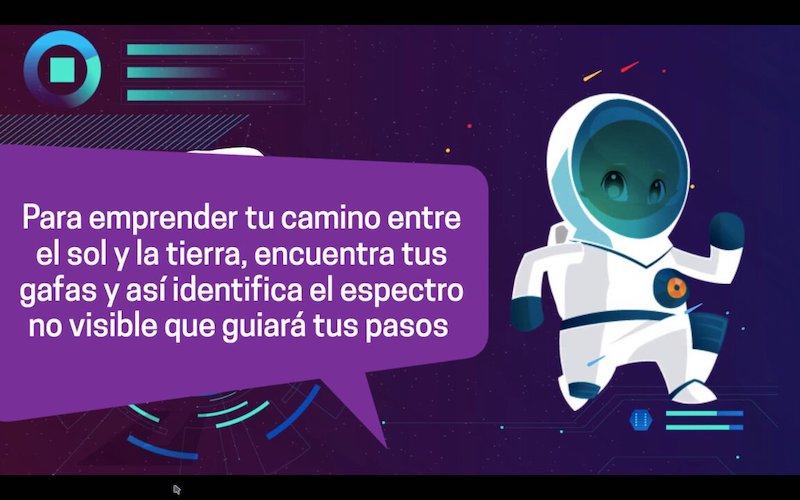 Para emprender tu camino entre
el sol y la tierra, encuentra tus
gafas y así identifica el espectro
no visible que guiará tus pasos